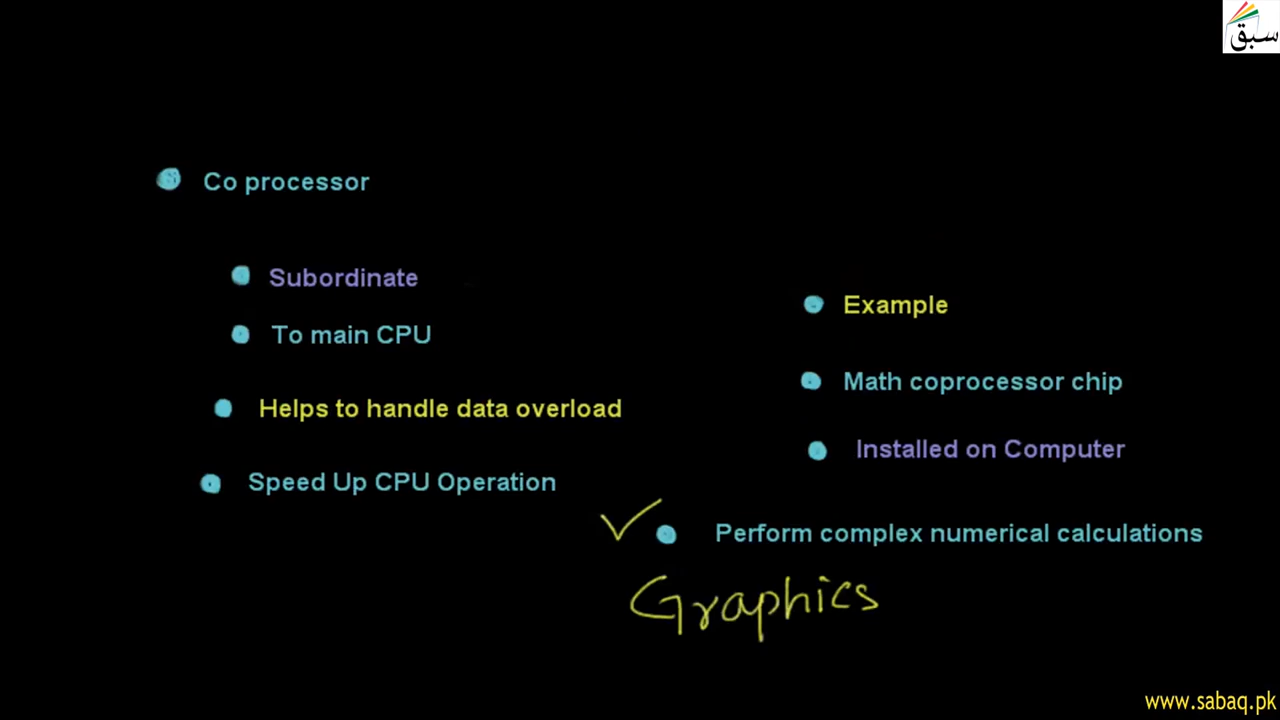 سبق
Co processor
Subordinate
To main CPU
Helps to handle data overload
Speed Up CPU Operation
Example
Math coprocessor chip
Installed on Computer
Perform complex numerical calculations
Graphics
www.sabaq.pk